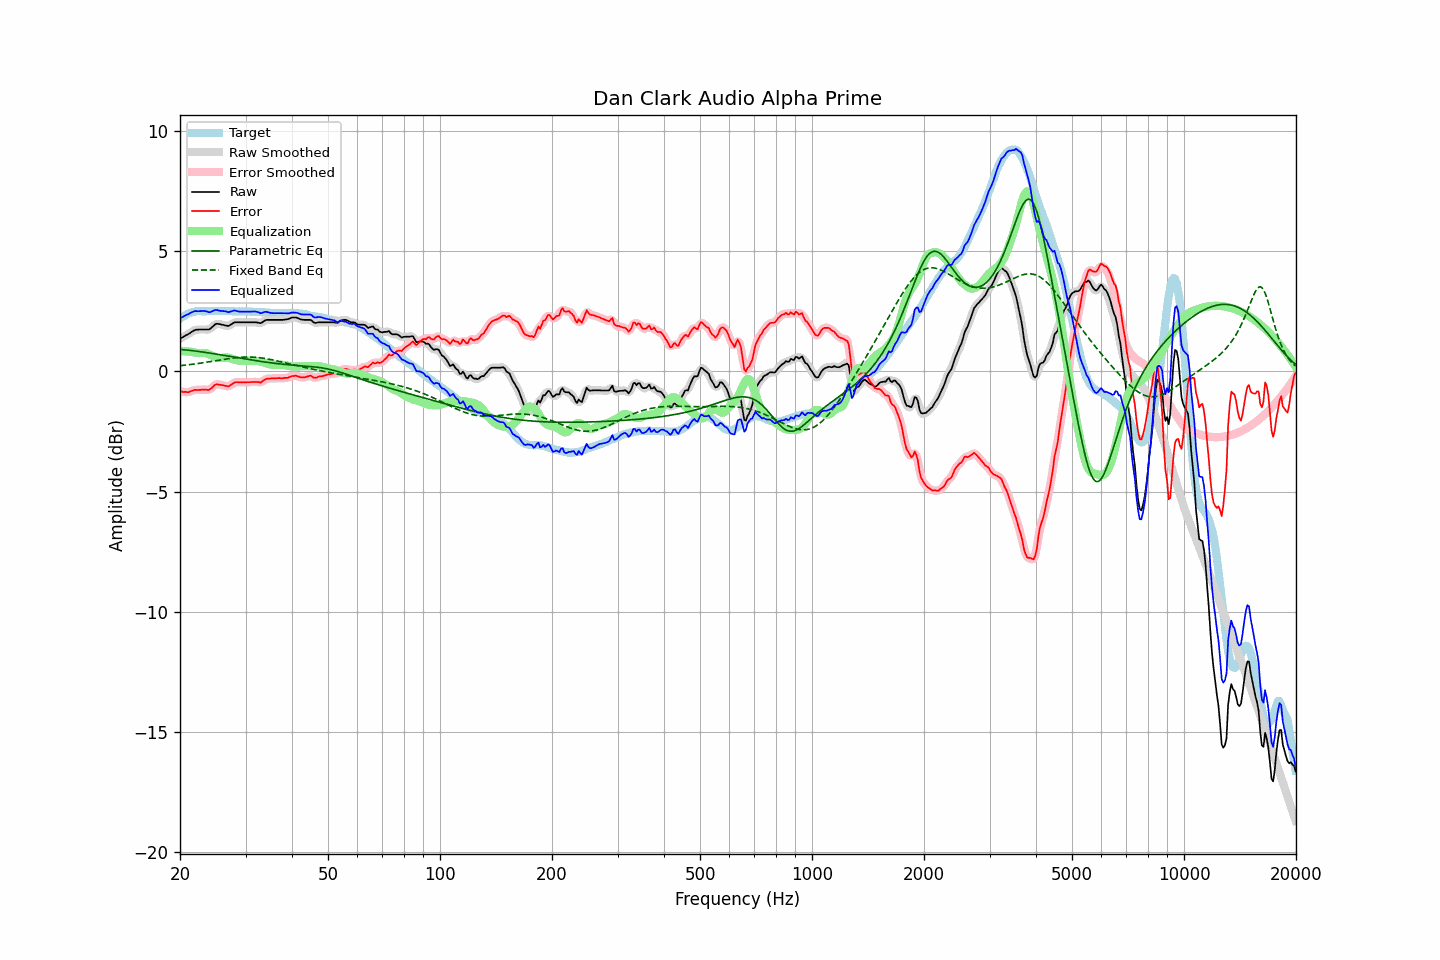 Dan Clark Audio Alpha Prime
Target
Raw Smoothed
Error Smoothed
Raw
Error
Equalization
Parametric Eq
Fixed Band Eq
Equalized
10
5
0
−5
−10
−15
−20
Amplitude (dBr)
20 50 100 200 500 1000 2000 5000 10000 20000
Frequency (Hz)